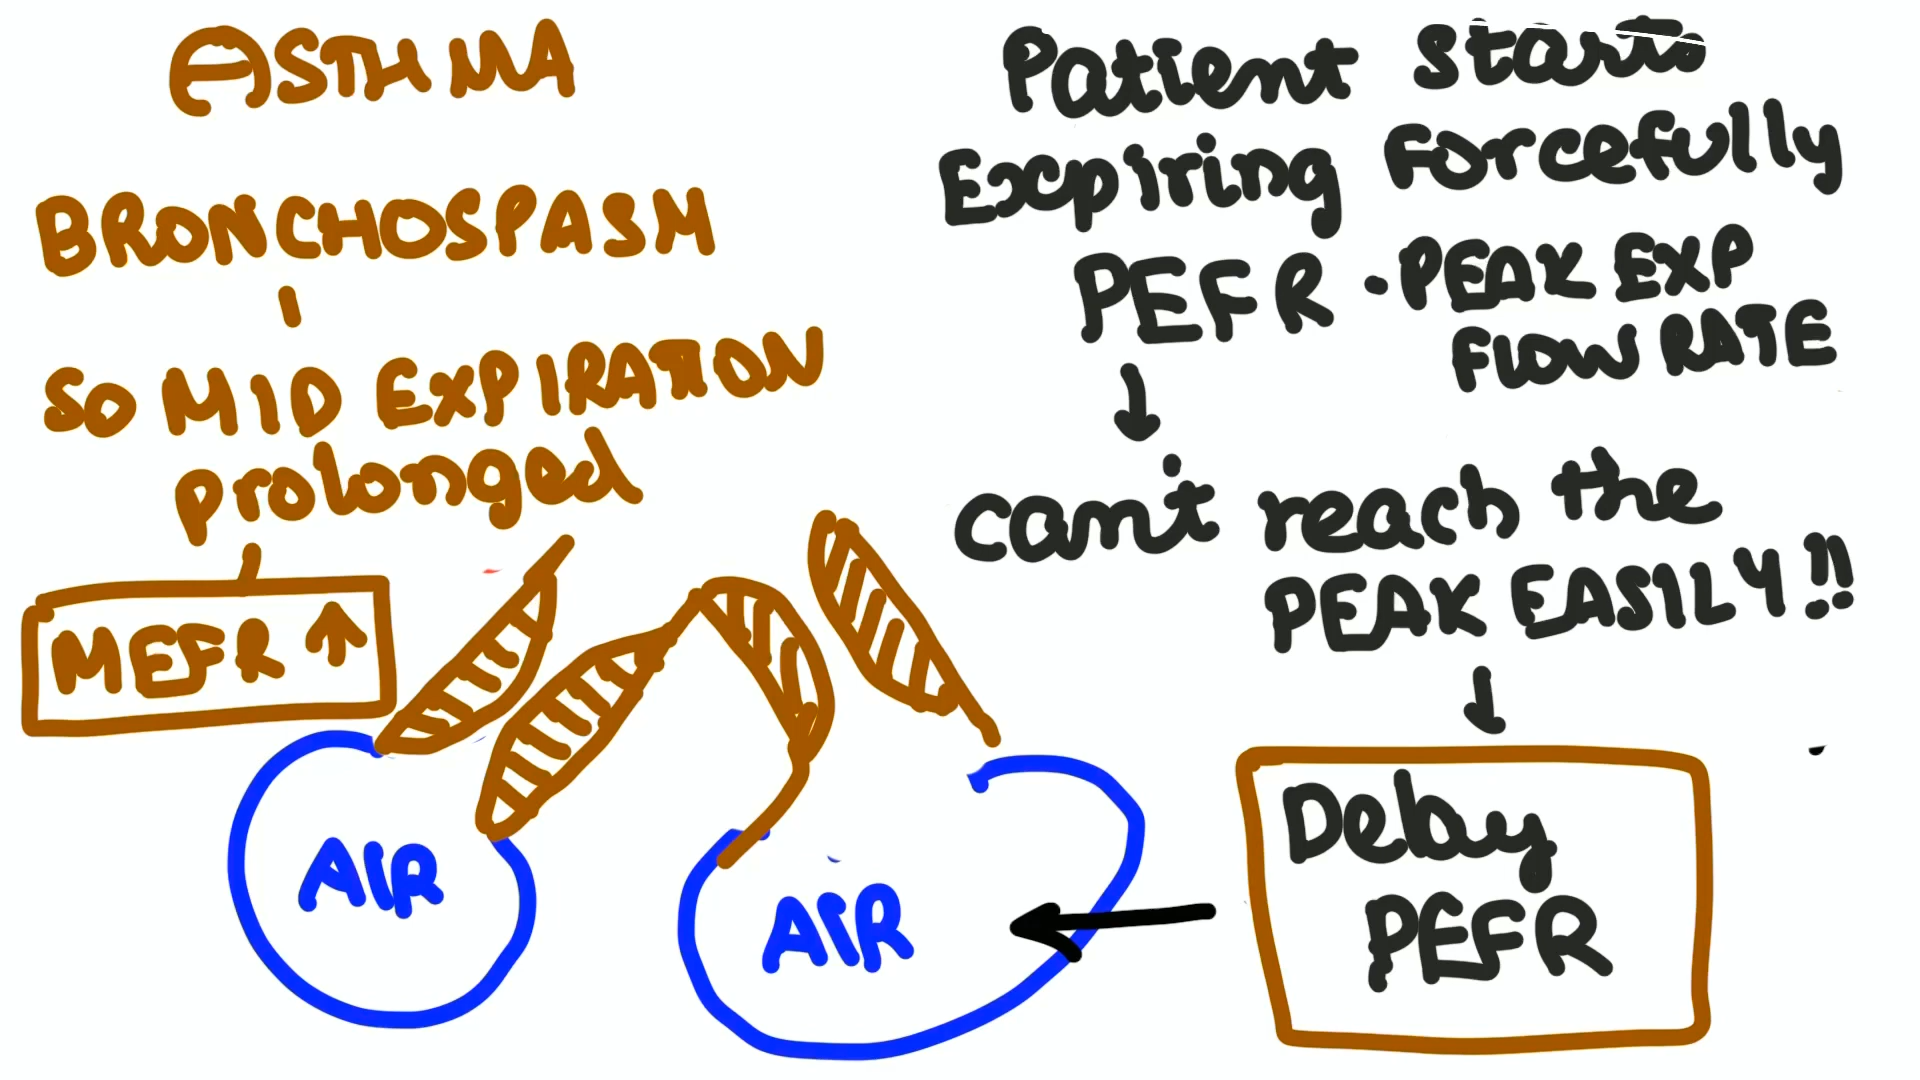 ASTHMA
BRONCHOSPASM
SO MID EXPIRATION
prolonged
MEFR ↑
AIR
AIR
Patient starts
Expiring Forcefully
PEFR · PEAK EXP
FLOW RATE
↓
can't reach the
PEAK EASILY!!
↓
Delay
PEFR